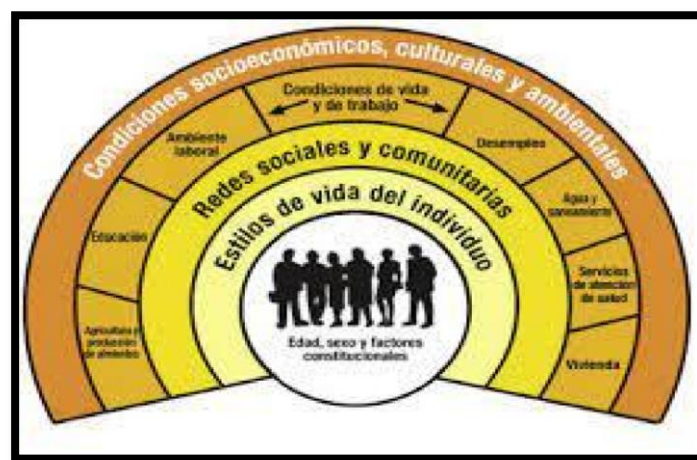 Condiciones socioeconómicos, culturales y ambientales
Condiciones de vida
y de trabajo
Ambiente
laboral
Desempleo
Redes sociales y comunitarias
Educación
Agua y
saneamiento
Estilos de vida del individuo
Servicios
de atención
de salud
Agricultura y
producción
de alimentos
Edad, sexo y factores
constitucionales
Vivienda